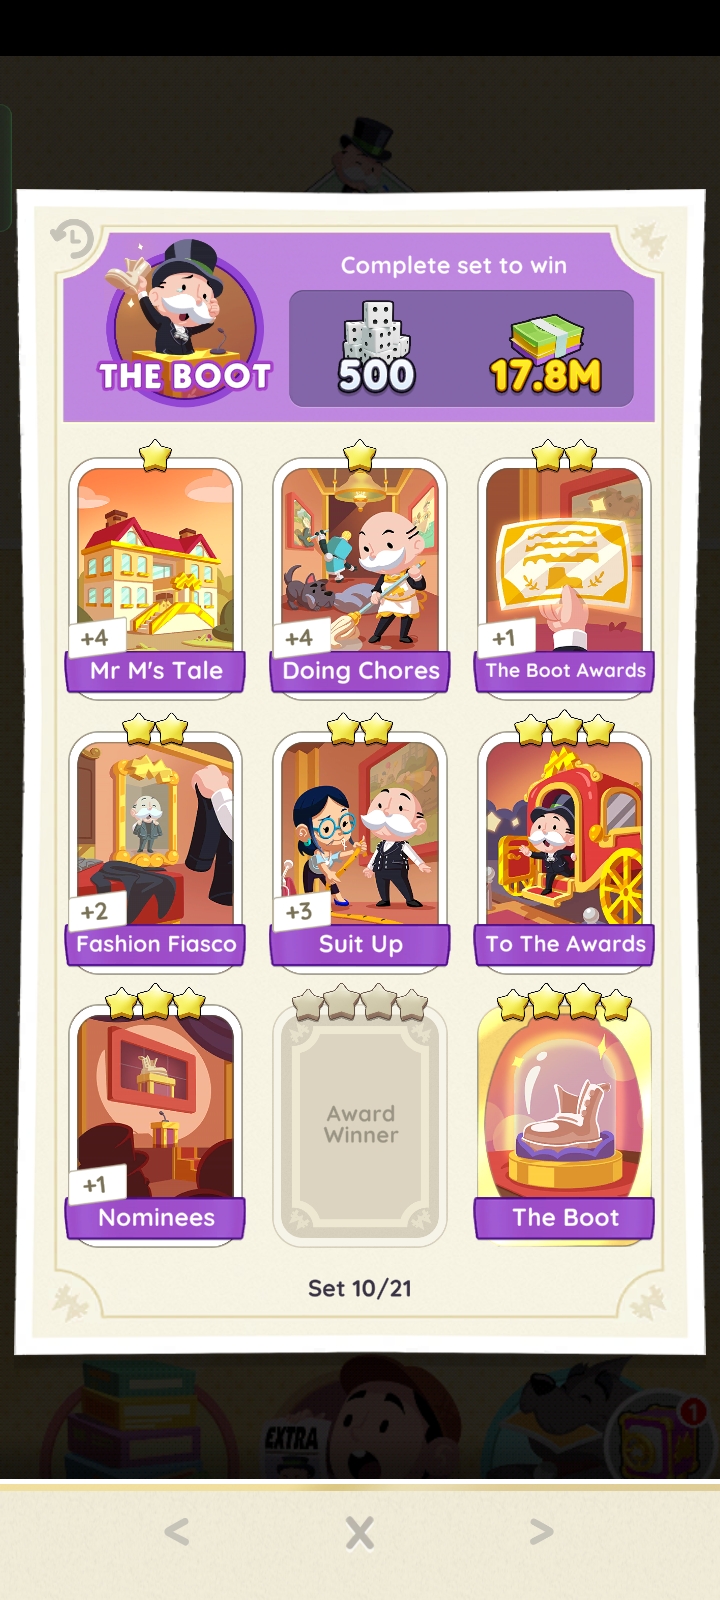 Complete set to win
THE BOOT
500
17.8M
+4
Mr M's Tale
+4
Doing Chores
+1
The Boot Awards
+2
Fashion Fiasco
+3
Suit Up
To The Awards
+1
Nominees
Award
Winner
The Boot
Set 10/21
EXTRA
1
< X >